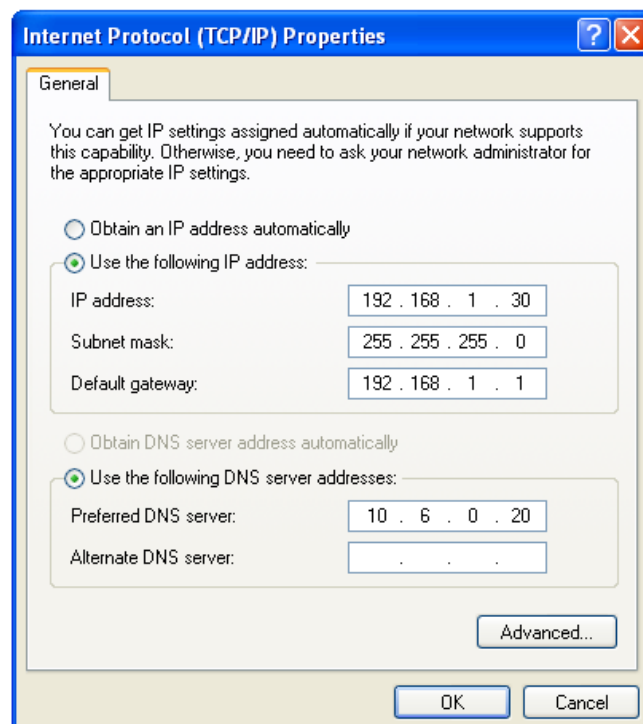 Internet Protocol (TCP/IP) Properties
General
You can get IP settings assigned automatically if your network supports
this capability. Otherwise, you need to ask your network administrator for
the appropriate IP settings.
Obtain an IP address automatically
Use the following IP address:
IP address: 192 . 168 . 1 . 30
Subnet mask: 255 . 255 . 255 . 0
Default gateway: 192 . 168 . 1 . 1
Obtain DNS server address automatically
Use the following DNS server addresses:
Preferred DNS server: 10 . 6 . 0 . 20
Alternate DNS server: . . .
Advanced...
OK Cancel